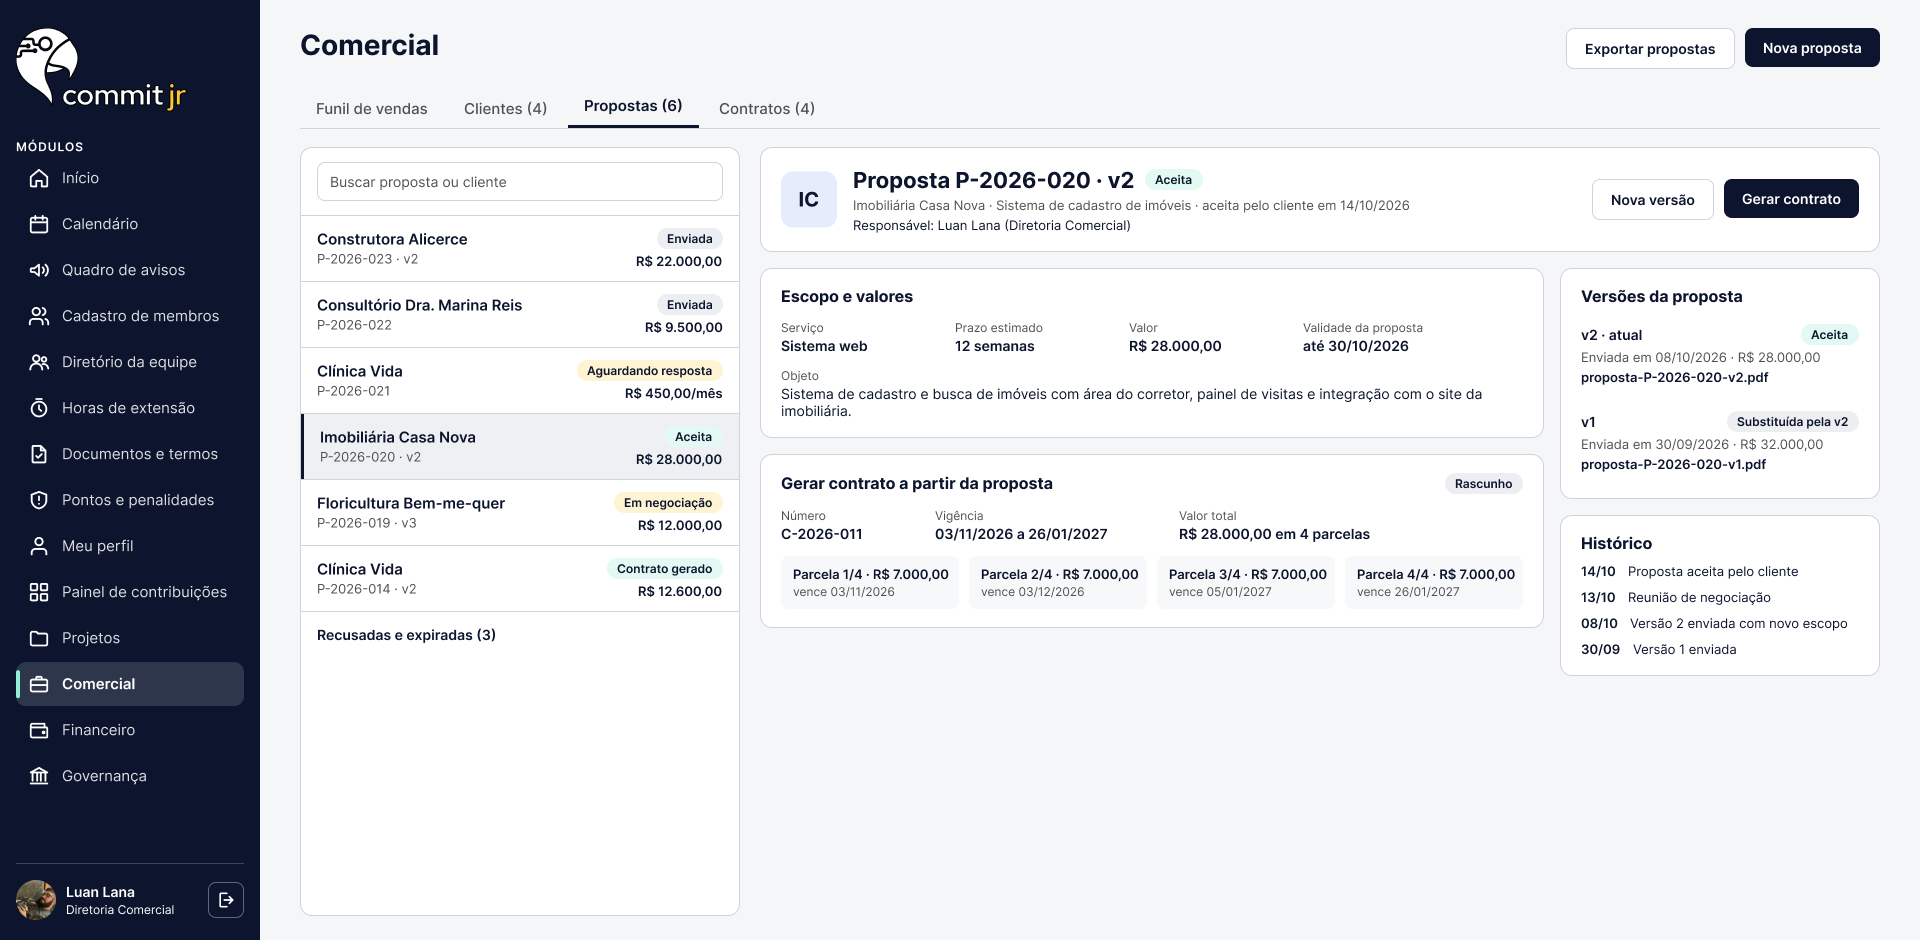 commit jr
MÓDULOS
Início
Calendário
Quadro de avisos
Cadastro de membros
Diretório da equipe
Horas de extensão
Documentos e termos
Pontos e penalidades
Meu perfil
Painel de contribuições
Projetos
Comercial
Financeiro
Governança
Luan Lana
Diretoria Comercial
Comercial
Exportar propostas
Nova proposta
Funil de vendas
Clientes (4)
Propostas (6)
Contratos (4)
Buscar proposta ou cliente
Construtora Alicerce
Enviada
P-2026-023 · v2
R$ 22.000,00
Consultório Dra. Marina Reis
Enviada
P-2026-022
R$ 9.500,00
Clínica Vida
Aguardando resposta
P-2026-021
R$ 450,00/mês
Imobiliária Casa Nova
Aceita
P-2026-020 · v2
R$ 28.000,00
Floricultura Bem-me-quer
Em negociação
P-2026-019 · v3
R$ 12.000,00
Clínica Vida
Contrato gerado
P-2026-014 · v2
R$ 12.600,00
Recusadas e expiradas (3)
IC
Proposta P-2026-020 · v2
Aceita
Imobiliária Casa Nova · Sistema de cadastro de imóveis · aceita pelo cliente em 14/10/2026
Responsável: Luan Lana (Diretoria Comercial)
Nova versão
Gerar contrato
Escopo e valores
Serviço
Sistema web
Prazo estimado
12 semanas
Valor
R$ 28.000,00
Validade da proposta
até 30/10/2026
Objeto
Sistema de cadastro e busca de imóveis com área do corretor, painel de visitas e integração com o site da
imobiliária.
Gerar contrato a partir da proposta
Rascunho
Número
C-2026-011
Vigência
03/11/2026 a 26/01/2027
Valor total
R$ 28.000,00 em 4 parcelas
Parcela 1/4 · R$ 7.000,00
vence 03/11/2026
Parcela 2/4 · R$ 7.000,00
vence 03/12/2026
Parcela 3/4 · R$ 7.000,00
vence 05/01/2027
Parcela 4/4 · R$ 7.000,00
vence 26/01/2027
Versões da proposta
v2 · atual
Aceita
Enviada em 08/10/2026 · R$ 28.000,00
proposta-P-2026-020-v2.pdf
v1
Substituída pela v2
Enviada em 30/09/2026 · R$ 32.000,00
proposta-P-2026-020-v1.pdf
Histórico
14/10 Proposta aceita pelo cliente
13/10 Reunião de negociação
08/10 Versão 2 enviada com novo escopo
30/09 Versão 1 enviada